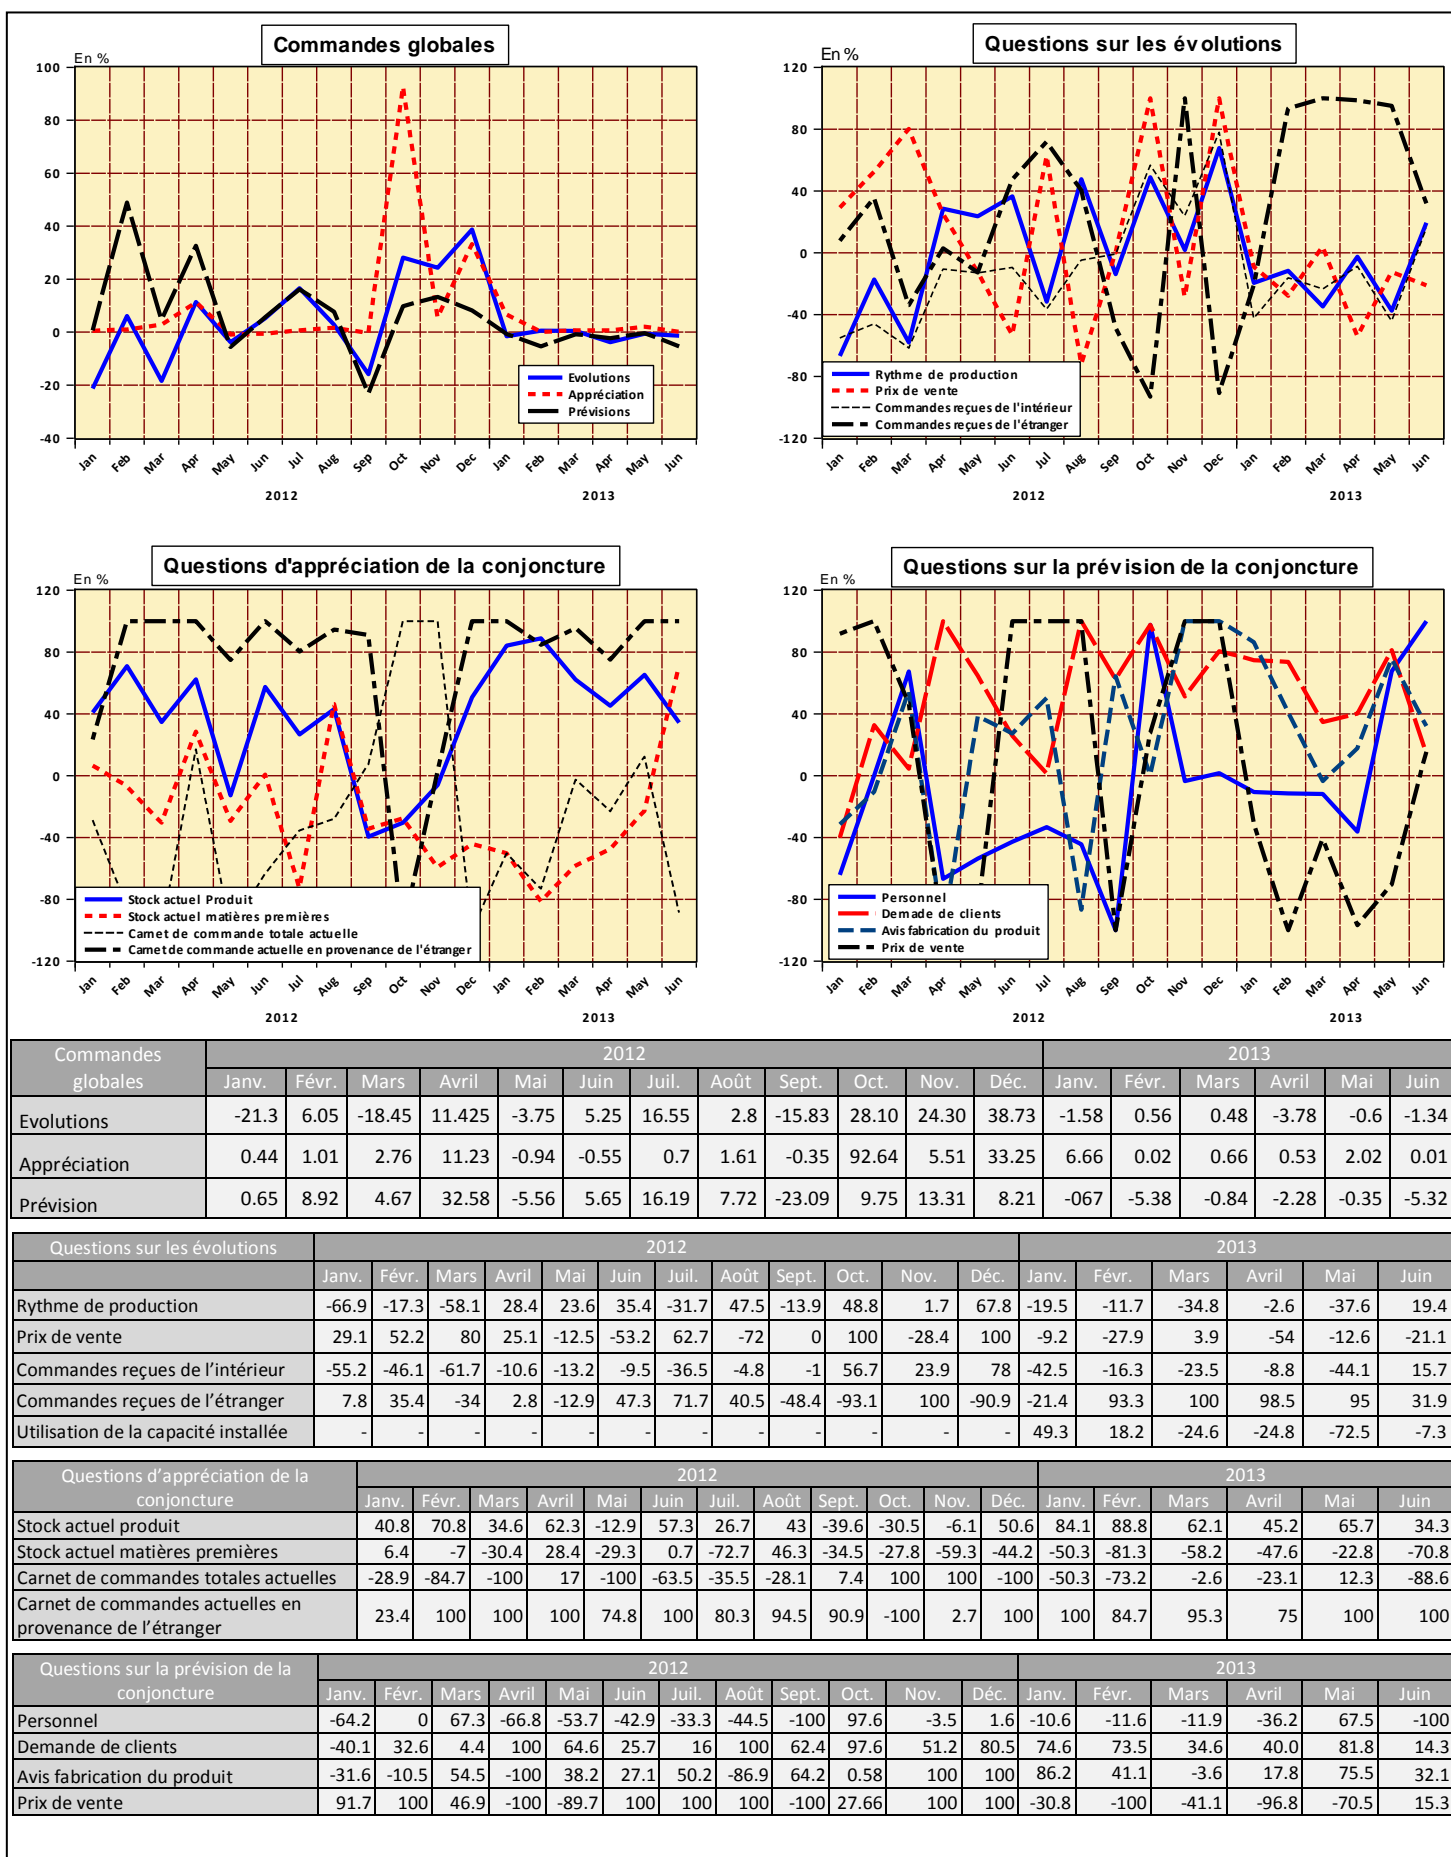 Commandes globales
En %
100
80
60
40
20
0
-20
-40
Evolutions
Appréciation
Prévisions
Jan Feb Mar Apr May Jun Jul Aug Sep Oct Nov Dec Jan Feb Mar Apr May Jun
2012 2013
Questions sur les évolutions
En %
120
80
40
0
-40
-80
-120
Rythme de production
Prix de vente
Commandes reçues de l'intérieur
Commandes reçues de l'étranger
Jan Feb Mar Apr May Jun Jul Aug Sep Oct Nov Dec Jan Feb Mar Apr May Jun
2012 2013
Questions d'appréciation de la conjoncture
En %
120
80
40
0
-40
-80
-120
Stock actuel Produit
Stock actuel matières premières
Carnet de commande totale actuelle
Carnet de commande actuelle en provenance de l'étranger
Jan Feb Mar Apr May Jun Jul Aug Sep Oct Nov Dec Jan Feb Mar Apr May Jun
2012 2013
Questions sur la prévision de la conjoncture
En %
120
80
40
0
-40
-80
-120
Personnel
Demade de clients
Avis fabrication du produit
Prix de vente
Jan Feb Mar Apr May Jun Jul Aug Sep Oct Nov Dec Jan Feb Mar Apr May Jun
2012 2013
Commandes globales 2012 2013
Janv. Févr. Mars Avril Mai Juin Juil. Août Sept. Oct. Nov. Déc. Janv. Févr. Mars Avril Mai Juin
Evolutions -21.3 6.05 -18.45 11.425 -3.75 5.25 16.55 2.8 -15.83 28.10 24.30 38.73 -1.58 0.56 0.48 -3.78 -0.6 -1.34
Appréciation 0.44 1.01 2.76 11.23 -0.94 -0.55 0.7 1.61 -0.35 92.64 5.51 33.25 6.66 0.02 0.66 0.53 2.02 0.01
Prévision 0.65 8.92 4.67 32.58 -5.56 5.65 16.19 7.72 -23.09 9.75 13.31 8.21 -067 -5.38 -0.84 -2.28 -0.35 -5.32
Questions sur les évolutions 2012 2013
Janv. Févr. Mars Avril Mai Juin Juil. Août Sept. Oct. Nov. Déc. Janv. Févr. Mars Avril Mai Juin
Rythme de production -66.9 -17.3 -58.1 28.4 23.6 35.4 -31.7 47.5 -13.9 48.8 1.7 67.8 -19.5 -11.7 -34.8 -2.6 -37.6 19.4
Prix de vente 29.1 52.2 80 25.1 -12.5 -53.2 62.7 -72 0 100 -28.4 100 -9.2 -27.9 3.9 -54 -12.6 -21.1
Commandes reçues de l’intérieur -55.2 -46.1 -61.7 -10.6 -13.2 -9.5 -36.5 -4.8 -1 56.7 23.9 78 -42.5 -16.3 -23.5 -8.8 -44.1 15.7
Commandes reçues de l’étranger 7.8 35.4 -34 2.8 -12.9 47.3 71.7 40.5 -48.4 -93.1 100 -90.9 -21.4 93.3 100 98.5 95 31.9
Utilisation de la capacité installée - - - - - - - - - - - - 49.3 18.2 -24.6 -24.8 -72.5 -7.3
Questions d’appréciation de la conjoncture 2012 2013
Janv. Févr. Mars Avril Mai Juin Juil. Août Sept. Oct. Nov. Déc. Janv. Févr. Mars Avril Mai Juin
Stock actuel produit 40.8 70.8 34.6 62.3 -12.9 57.3 26.7 43 -39.6 -30.5 -6.1 50.6 84.1 88.8 62.1 45.2 65.7 34.3
Stock actuel matières premières 6.4 -7 -30.4 28.4 -29.3 0.7 -72.7 46.3 -34.5 -27.8 -59.3 -44.2 -50.3 -81.3 -58.2 -47.6 -22.8 -70.8
Carnet de commandes totales actuelles -28.9 -84.7 -100 17 -100 -63.5 -35.5 -28.1 7.4 100 100 -100 -50.3 -73.2 -2.6 -23.1 12.3 -88.6
Carnet de commandes actuelles en
provenance de l’étranger 23.4 100 100 100 74.8 100 80.3 94.5 90.9 -100 2.7 100 100 84.7 95.3 75 100 100
Questions sur la prévision de la conjoncture 2012 2013
Janv. Févr. Mars Avril Mai Juin Juil. Août Sept. Oct. Nov. Déc. Janv. Févr. Mars Avril Mai Juin
Personnel -64.2 0 67.3 -66.8 -53.7 -42.9 -33.3 -44.5 -100 97.6 -3.5 1.6 -10.6 -11.6 -11.9 -36.2 67.5 -100
Demande de clients -40.1 32.6 4.4 100 64.6 25.7 16 100 62.4 97.6 51.2 80.5 74.6 73.5 34.6 40.0 81.8 14.3
Avis fabrication du produit -31.6 -10.5 54.5 -100 38.2 27.1 50.2 -86.9 64.2 0.58 100 100 86.2 41.1 -3.6 17.8 75.5 32.1
Prix de vente 91.7 100 46.9 -100 -89.7 100 100 100 -100 27.66 100 100 -30.8 -100 -41.1 -96.8 -70.5 15.3